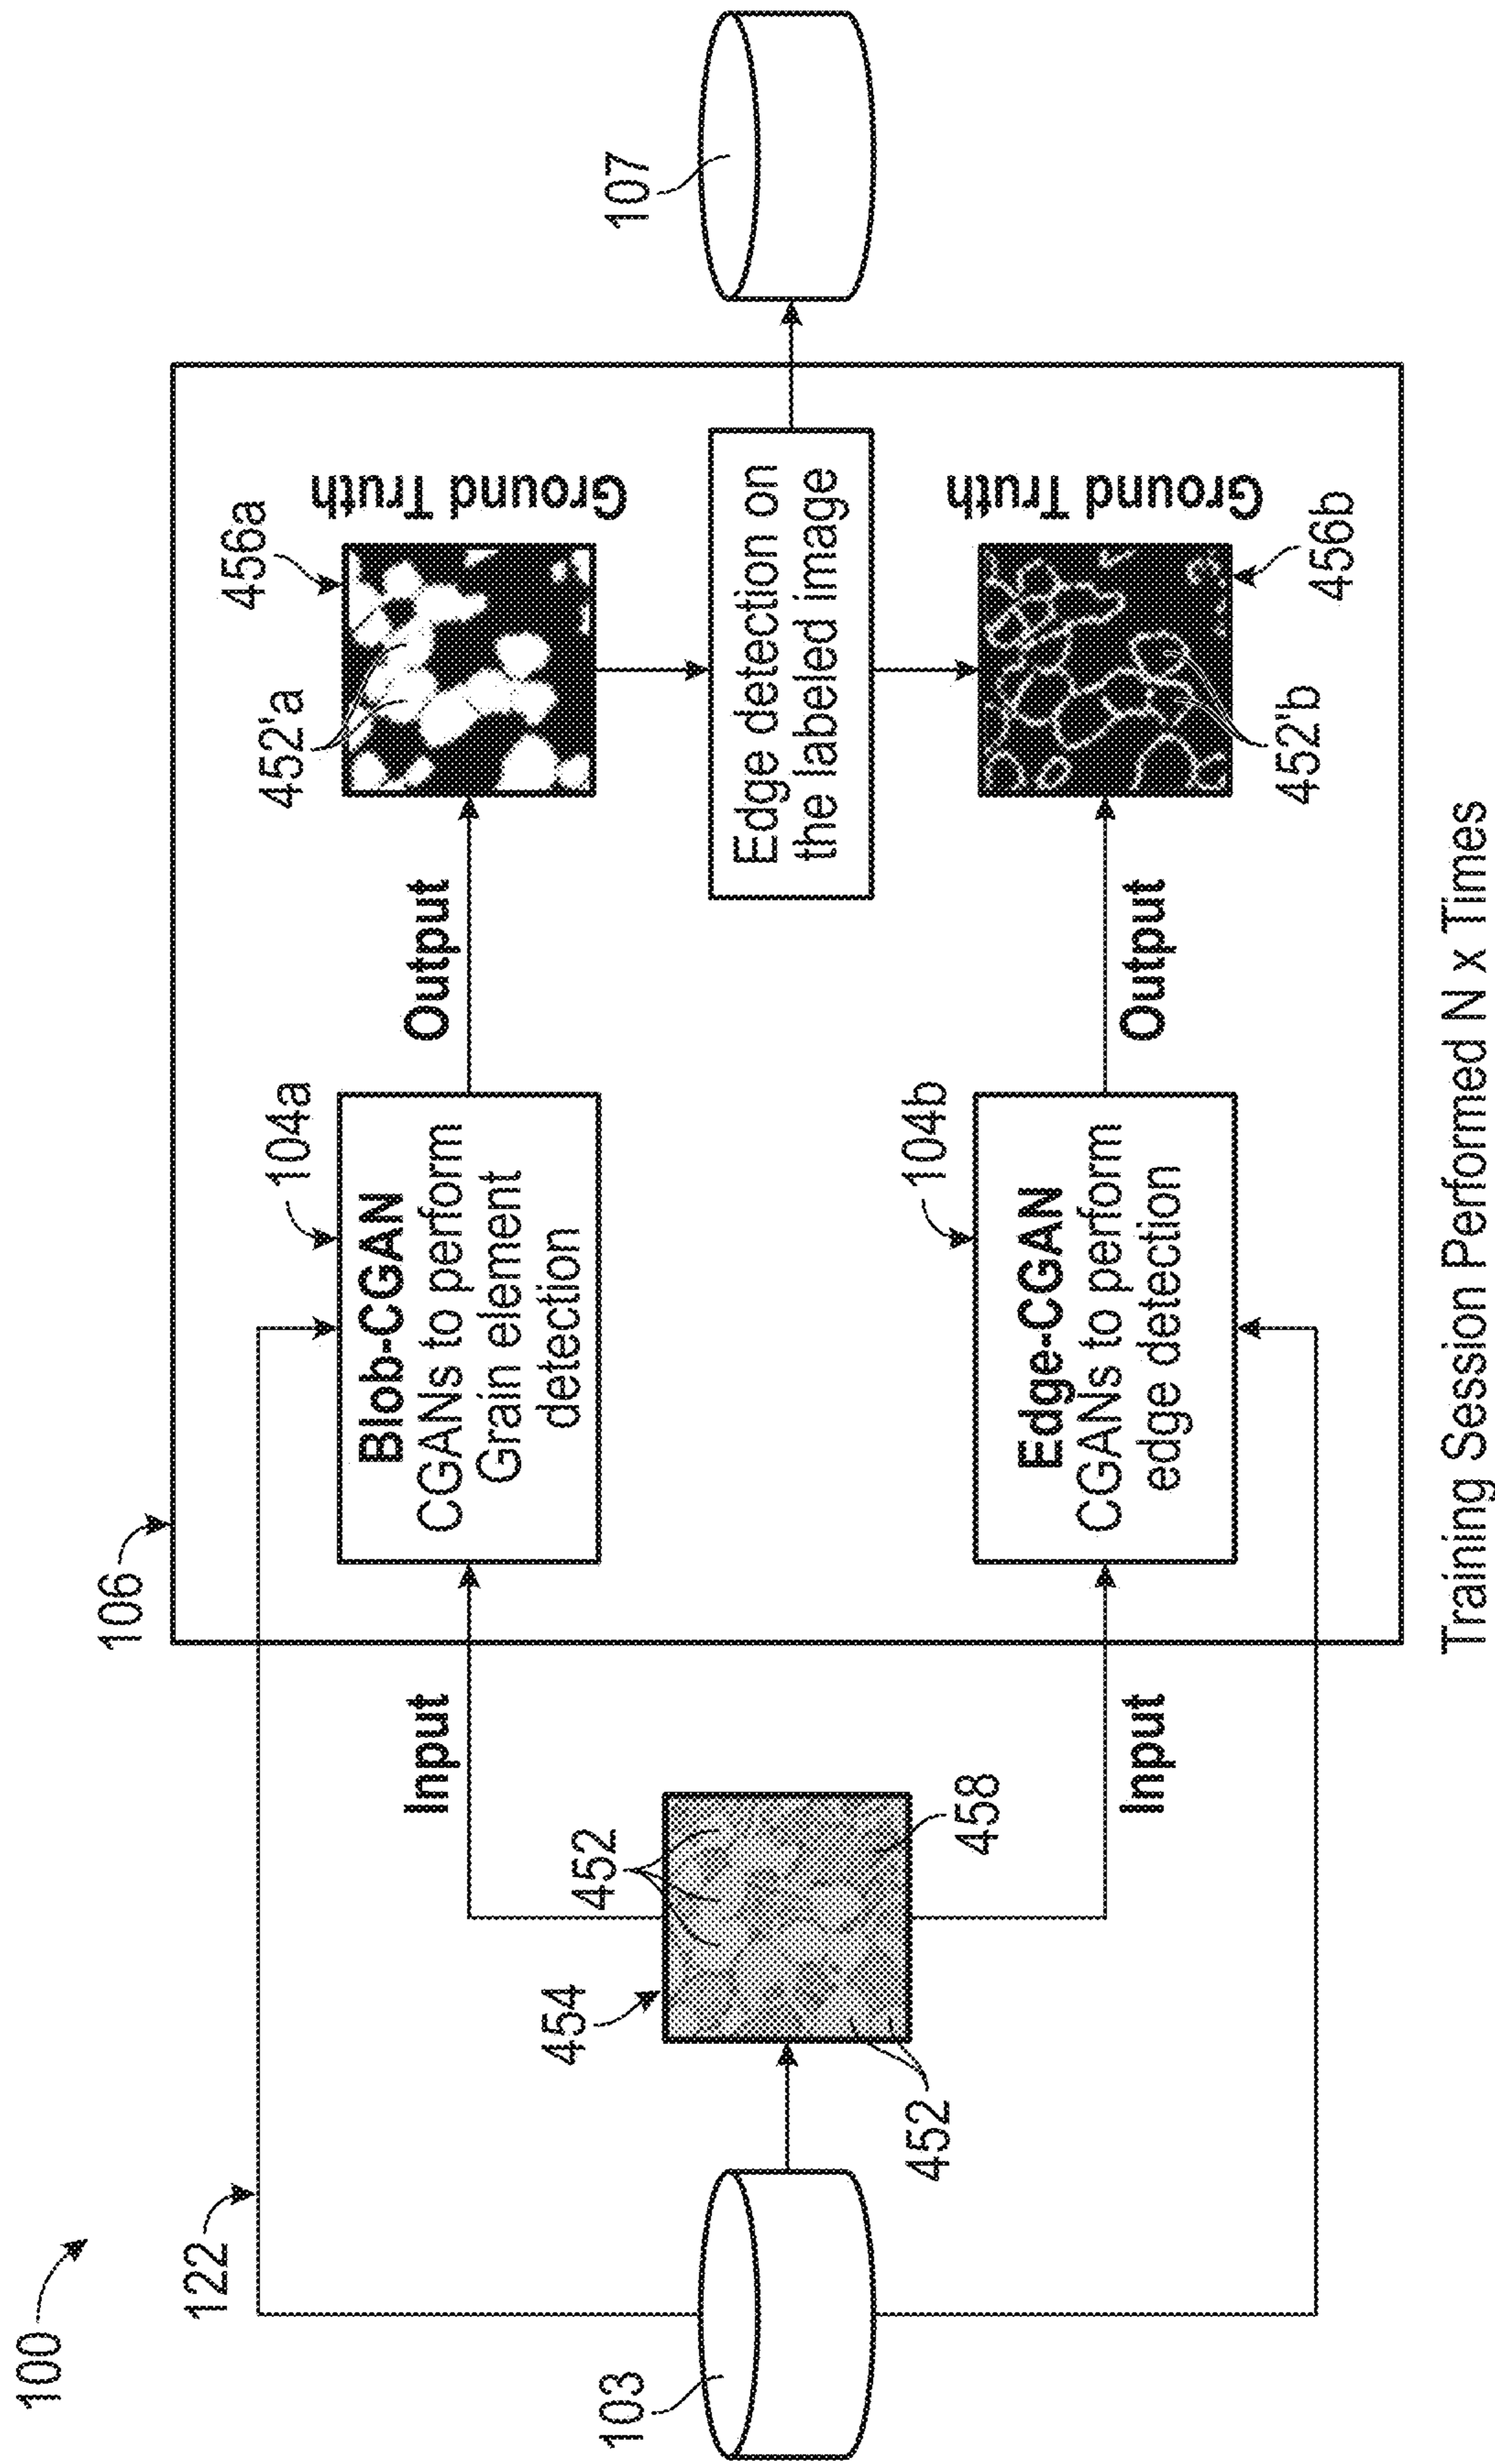 100
122
106
103
454
452
452
458
Input
Input
104a
Blob-CGAN
CGANs to perform
Grain element
detection
104b
Edge-CGAN
CGANs to perform
edge detection
Output
Output
452'a
456a
Ground Truth
Edge detection on
the labeled image
452'b
456b
Ground Truth
107
Training Session Performed N x Times